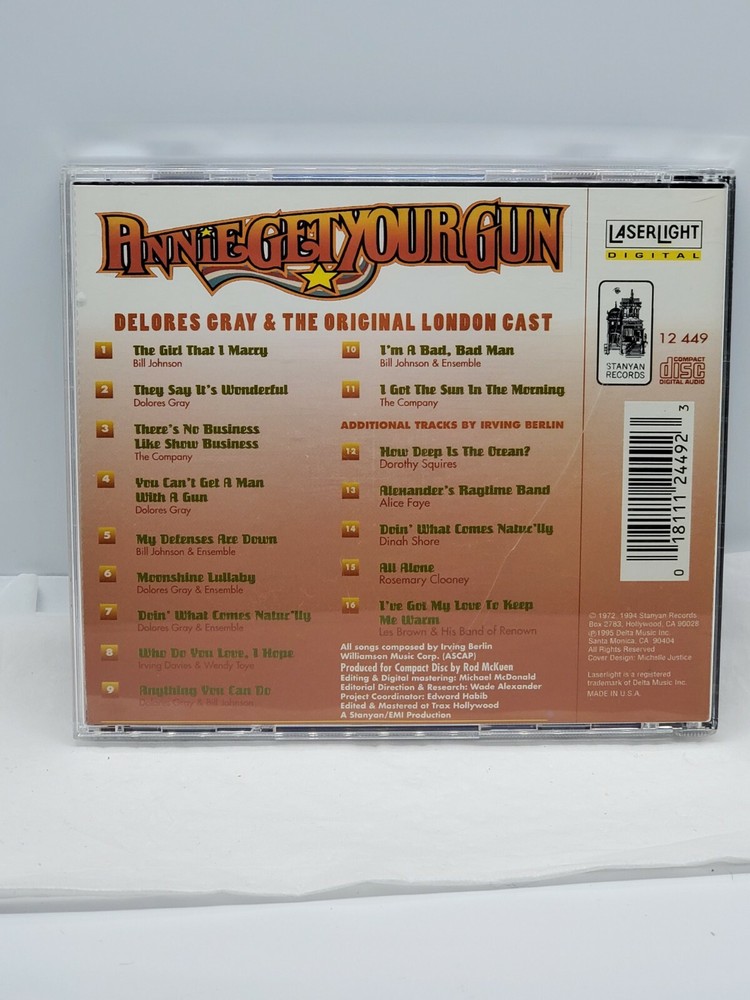 ANNIE GET YOUR GUN
DELORES GRAY & THE ORIGINAL LONDON CAST
1 The Girl That I Marry
Bill Johnson
2 They Say It's Wonderful
Dolores Gray
3 There's No Business
Like Show Business
The Company
4 You Can't Get A Man
With A Gun
Dolores Gray
5 My Defenses Are Down
Bill Johnson & Ensemble
6 Moonshine Lullaby
Dolores Gray & Ensemble
7 Doin' What Comes Natur'lly
Dolores Gray & Ensemble
8 Who Do You Love, I Hope
Irving Davies & Wendy Toye
9 Anything You Can Do
Dolores Gray & Bill Johnson
10 I'm A Bad, Bad Man
Bill Johnson & Ensemble
11 I Got The Sun In The Morning
The Company
ADDITIONAL TRACKS BY IRVING BERLIN
12 How Deep Is The Ocean?
Dorothy Squires
13 Alexander's Ragtime Band
Alice Faye
14 Doin' What Comes Natur'lly
Dinah Shore
15 All Alone
Rosemary Clooney
16 I've Got My Love To Keep
Me Warm
Les Brown & His Band of Renown
All songs composed by Irving Berlin
Williamson Music Corp. (ASCAP)
Produced for Compact Disc by Rod McKuen
Editing & Digital mastering: Michael McDonald
Editorial Direction & Research: Wade Alexander
Project Coordinator: Edward Habib
Edited & Mastered at Trax Hollywood
A Stanyan/EMI Production
LASERLIGHT
DIGITAL
STANYAN
RECORDS
12 449
COMPACT
disc
DIGITAL AUDIO
0 18111 24492 3
© 1972, 1994 Stanyan Records
Box 2783, Hollywood, CA 90028
℗1995 Delta Music Inc.
Santa Monica, CA 90404
All Rights Reserved
Cover Design: Michelle Justice
Laserlight is a registered
trademark of Delta Music Inc.
MADE IN U.S.A.